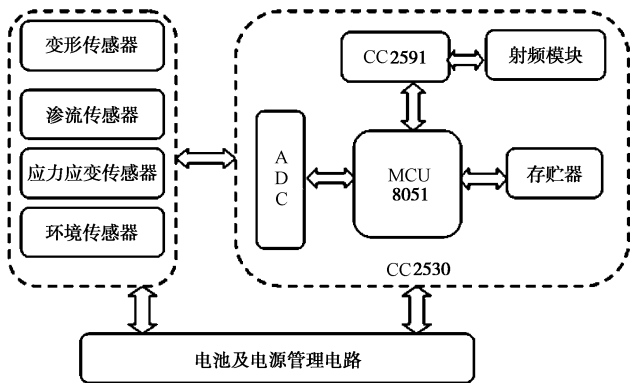 变形传感器
渗流传感器
应力应变传感器
环境传感器
CC2591
射频模块
A
D
C
MCU
8051
存贮器
CC2530
电池及电源管理电路